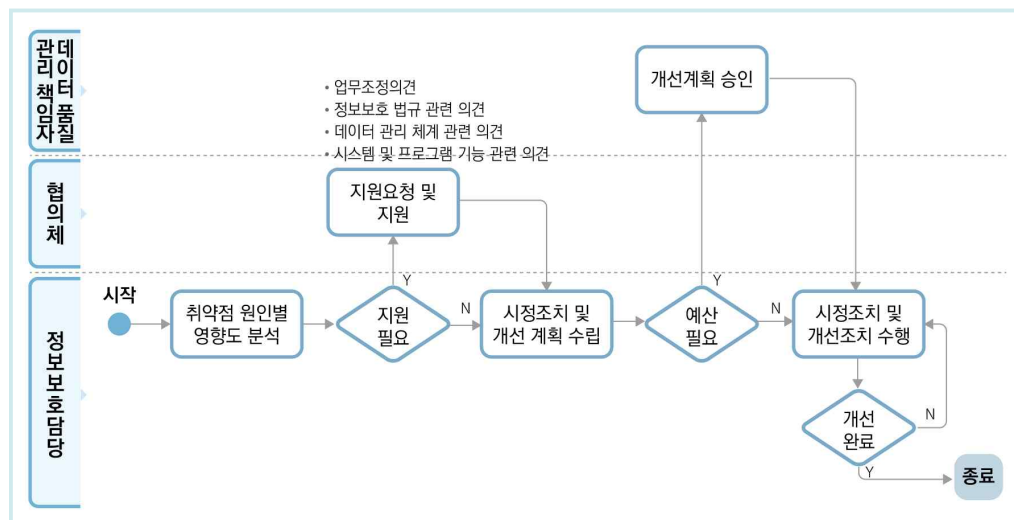 데이터 품질
관리 책임자
개선계획 승인
• 업무조정의견
• 정보보호 법규 관련 의견
• 데이터 관리 체계 관련 의견
• 시스템 및 프로그램 기능 관련 의견
협의체
지원요청 및
지원
Y
Y
정보보호담당
시작
취약점 원인별
영향도 분석
지원
필요
N
시정조치 및
개선 계획 수립
예산
필요
N
시정조치 및
개선조치 수행
개선
완료
N
Y
종료